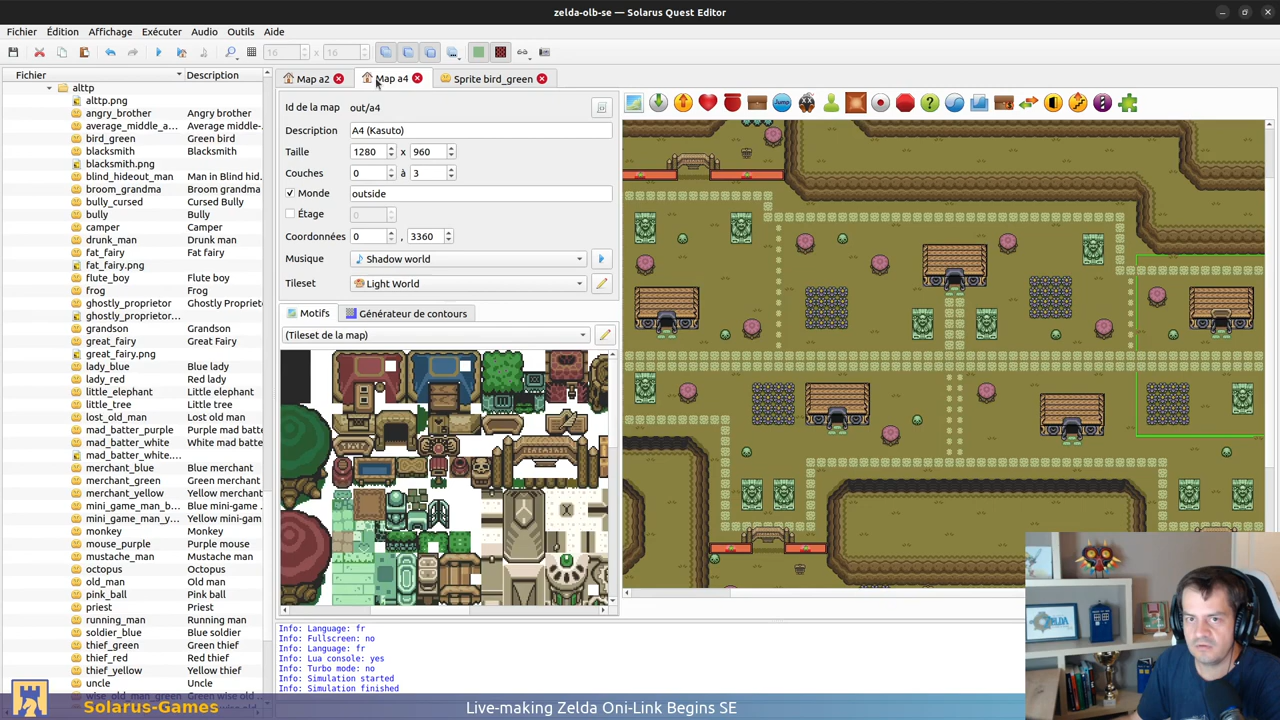 zelda-olb-se — Solarus Quest Editor
Fichier Édition Affichage Exécuter Audio Outils Aide
16 x 16
Fichier Description
alttp
alttp.png
angry_brother Angry brother
average_middle_a... Average middle-
bird_green Green bird
blacksmith Blacksmith
blacksmith.png
blind_hideout_man Man in Blind hid
broom_grandma Broom grandma
bully_cursed Cursed Bully
bully Bully
camper Camper
drunk_man Drunk man
fat_fairy Fat fairy
fat_fairy.png
flute_boy Flute boy
frog Frog
ghostly_proprietor Ghostly Propriet
ghostly_proprietor...
grandson Grandson
great_fairy Great Fairy
great_fairy.png
lady_blue Blue lady
lady_red Red lady
little_elephant Little elephant
little_tree Little tree
lost_old_man Lost old man
mad_batter_purple Purple mad batt
mad_batter_white White mad batte
mad_batter_white....
merchant_blue Blue merchant
merchant_green Green merchant
merchant_yellow Yellow merchant
mini_game_man_b... Blue mini-game
mini_game_man_y... Yellow mini-gam
monkey Monkey
mouse_purple Purple mouse
mustache_man Mustache man
octopus Octopus
old_man Old man
pink_ball Pink ball
priest Priest
running_man Running man
soldier_blue Blue soldier
thief_green Green thief
thief_red Red thief
thief_yellow Yellow thief
uncle Uncle
Map a2 Map a4 Sprite bird_green
Id de la map out/a4
Description A4 (Kasuto)
Taille 1280 x 960
Couches 0 à 3
Monde outside
Étage 0
Coordonnées 0 , 3360
Musique Shadow world
Tileset Light World
Motifs Générateur de contours
(Tileset de la map)
Jump
Info: Language: fr
Info: Fullscreen: no
Info: Language: fr
Info: Lua console: yes
Info: Turbo mode: no
Info: Simulation started
Info: Simulation finished
Solarus-Games
Live-making Zelda Oni-Link Begins SE